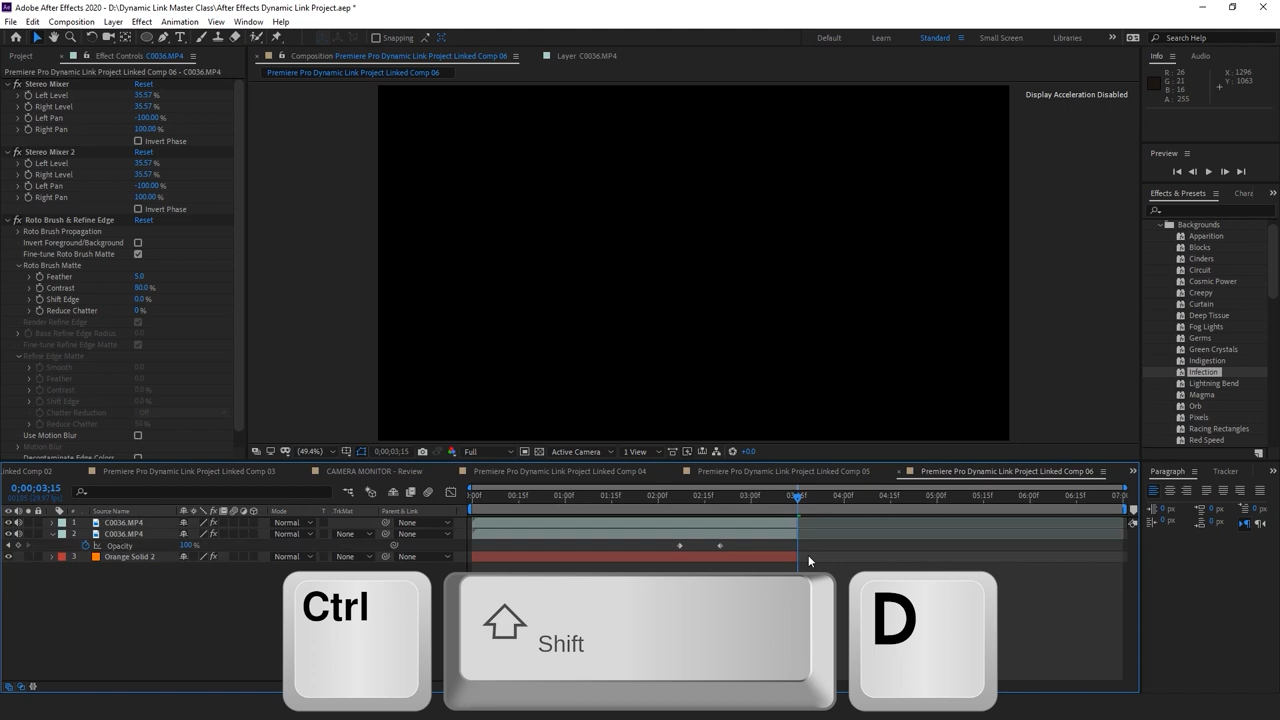 Adobe After Effects 2020 - D:\Dynamic Link Master Class\After Effects Dynamic Link Project.aep *
File Edit Composition Layer Effect Animation View Window Help
Snapping Default Learn Standard Small Screen Libraries Search Help
Project Effect Controls C0036.MP4 Composition Premiere Pro Dynamic Link Project Linked Comp 06 Layer C0036.MP4 Info Audio
Premiere Pro Dynamic Link Project Linked Comp 06 - C0036.MP4 Premiere Pro Dynamic Link Project Linked Comp 06
Stereo Mixer Reset
Left Level 35.57 %
Right Level 35.57 %
Left Pan -100.00 %
Right Pan 100.00 %
Invert Phase
Stereo Mixer 2 Reset
Left Level 35.57 %
Right Level 35.57 %
Left Pan -100.00 %
Right Pan 100.00 %
Invert Phase
Roto Brush & Refine Edge Reset
Roto Brush Propagation
Invert Foreground/Background
Fine-tune Roto Brush Matte
Roto Brush Matte
Feather 5.0
Contrast 80.0 %
Shift Edge 0.0 %
Reduce Chatter 0 %
Render Refine Edge
Base Refine Edge Radius 0.0
Fine-tune Refine Edge Matte
Refine Edge Matte
Smooth 0.0
Feather 0.0
Contrast 0.0 %
Shift Edge 0.0 %
Chatter Reduction Off
Reduce Chatter 50 %
Use Motion Blur
Motion Blur
Decontaminate Edge Colors
Display Acceleration Disabled
R : 26
G : 21
B : 16
A : 255
X : 1296
Y : 1063
Preview
Effects & Presets Chara
Backgrounds
Apparition
Blocks
Cinders
Circuit
Cosmic Power
Creepy
Curtain
Deep Tissue
Fog Lights
Germs
Green Crystals
Indigestion
Infection
Lightning Bend
Magma
Orb
Pixels
Racing Rectangles
Red Speed
(49.4%) 0;00;03;15 Full Active Camera 1 View +0.0
Linked Comp 02 Premiere Pro Dynamic Link Project Linked Comp 03 CAMERA MONITOR - Review Premiere Pro Dynamic Link Project Linked Comp 04 Premiere Pro Dynamic Link Project Linked Comp 05 Premiere Pro Dynamic Link Project Linked Comp 06
Paragraph Tracker
0;00;03;15
00105 (29.97 fps)
:00f 00:15f 01:00f 01:15f 02:00f 02:15f 03:00f 03:15f 04:00f 04:15f 05:00f 05:15f 06:00f 06:15f 07:00
# Source Name Mode T TrkMat Parent & Link
1 C0036.MP4 Normal None
2 C0036.MP4 Normal None None
Opacity 100 %
3 Orange Solid 2 Normal None None
0 px 0 px
0 px 0 px
Ctrl
Shift
D